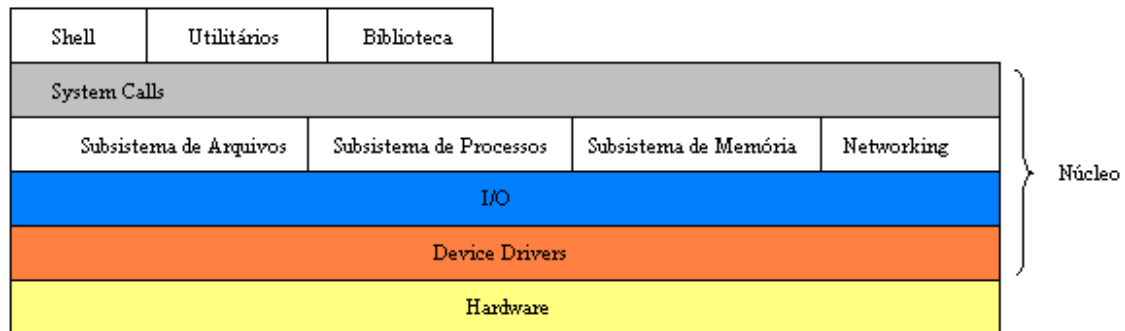 Shell Utilitários Biblioteca
System Calls
Subsistema de Arquivos Subsistema de Processos Subsistema de Memória Networking
Núcleo
I/O
Device Drivers
Hardware